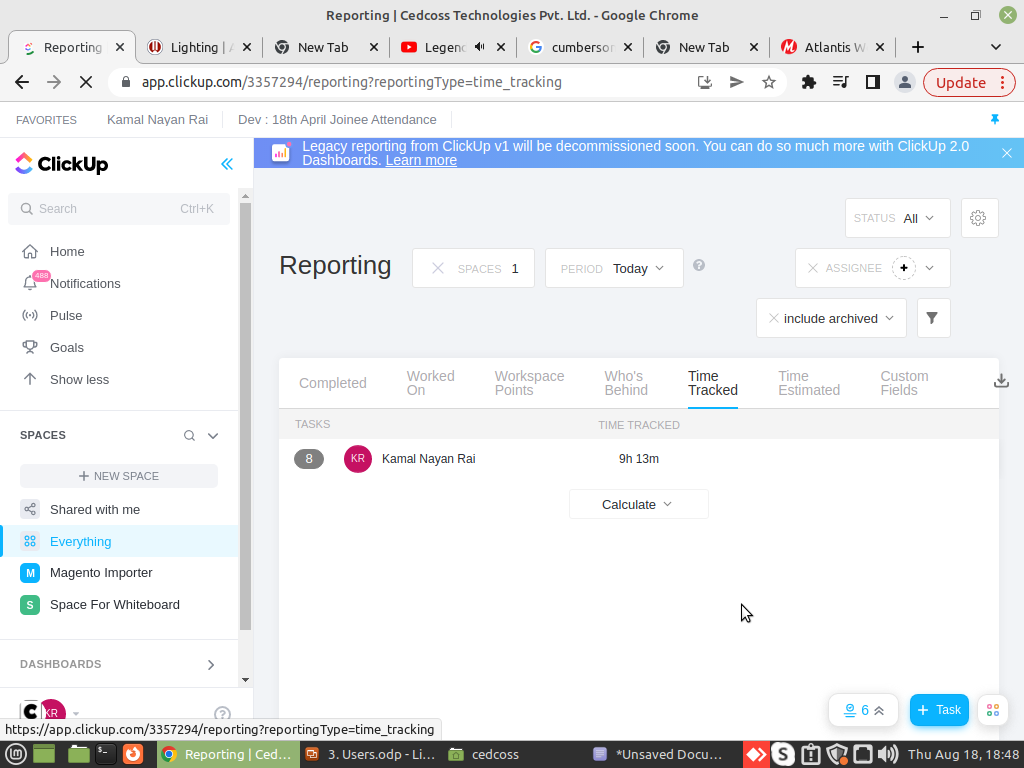 Reporting | Cedcoss Technologies Pvt. Ltd. - Google Chrome
Reporting
Lighting | A
New Tab
Legend
cumberson
New Tab
Atlantis W
app.clickup.com/3357294/reporting?reportingType=time_tracking
Update
FAVORITES
Kamal Nayan Rai
Dev : 18th April Joinee Attendance
ClickUp
Legacy reporting from ClickUp v1 will be decommissioned soon. You can do so much more with ClickUp 2.0
Dashboards. Learn more
Search
Ctrl+K
Home
488
Notifications
Pulse
Goals
Show less
SPACES
NEW SPACE
Shared with me
Everything
M
Magento Importer
S
Space For Whiteboard
DASHBOARDS
C
KR
STATUS All
Reporting
SPACES 1
PERIOD Today
ASSIGNEE
include archived
Completed
Worked
On
Workspace
Points
Who's
Behind
Time
Tracked
Time
Estimated
Custom
Fields
TASKS
TIME TRACKED
8
KR
Kamal Nayan Rai
9h 13m
Calculate
6
Task
https://app.clickup.com/3357294/reporting?reportingType=time_tracking
Reporting | Ced...
3. Users.odp - Li...
cedcoss
*Unsaved Docu...
Thu Aug 18, 18:48